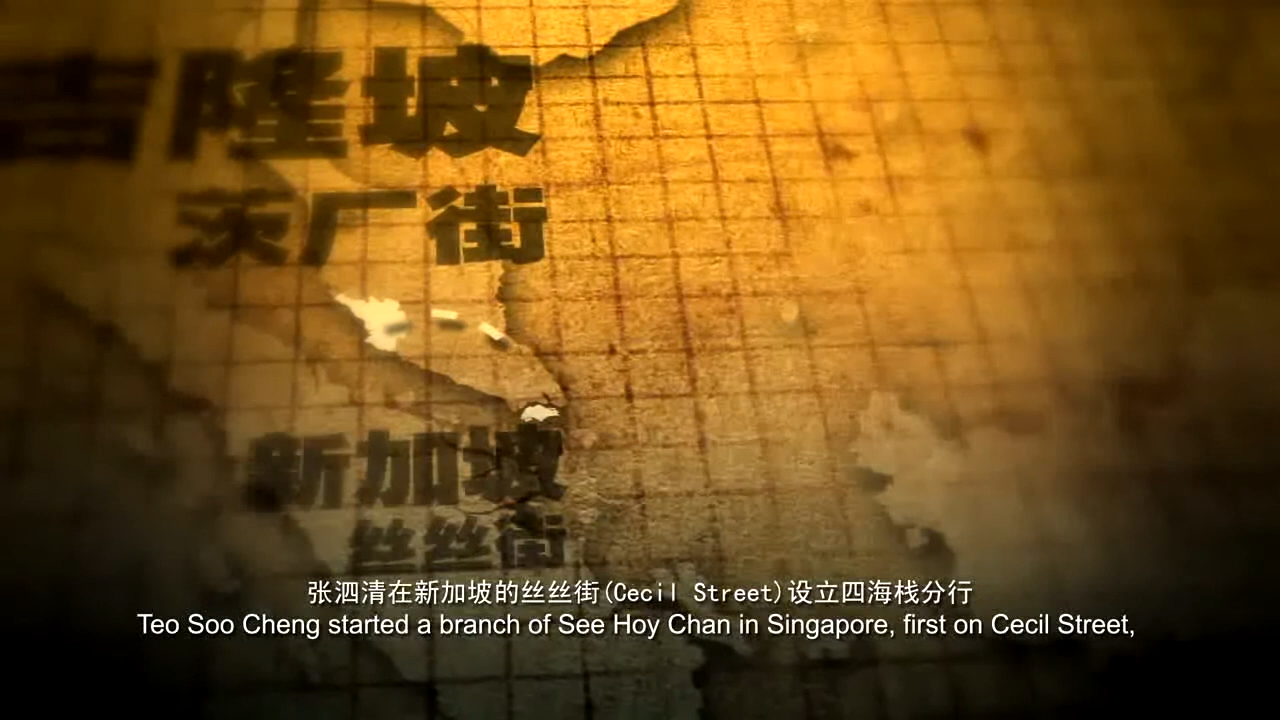 吉隆坡
茨厂街
新加坡
丝丝街
张泗清在新加坡的丝丝街(Cecil Street)设立四海栈分行
Teo Soo Cheng started a branch of See Hoy Chan in Singapore, first on Cecil Street,